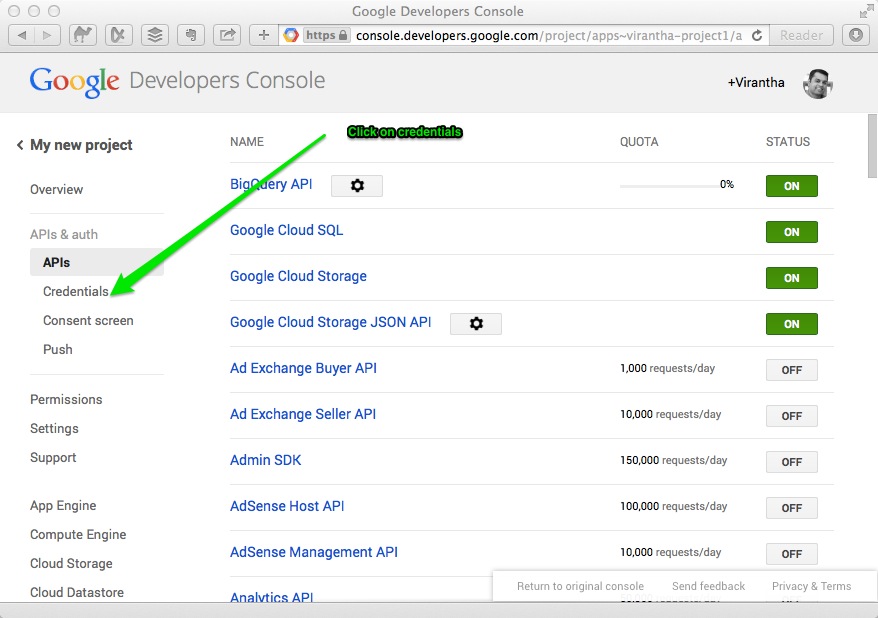 Google Developers Console
https console.developers.google.com/project/apps~virantha-project1/a Reader
Google Developers Console
+Virantha
Click on credentials
My new project
NAME QUOTA STATUS
BigQuery API 0% ON
Overview
Google Cloud SQL ON
APIs & auth
APIs
Google Cloud Storage ON
Credentials
Consent screen
Google Cloud Storage JSON API ON
Push
Ad Exchange Buyer API 1,000 requests/day OFF
Permissions
Ad Exchange Seller API 10,000 requests/day OFF
Settings
Support
Admin SDK 150,000 requests/day OFF
App Engine
AdSense Host API 100,000 requests/day OFF
Compute Engine
AdSense Management API 10,000 requests/day OFF
Cloud Storage
Return to original console Send feedback Privacy & Terms
Cloud Datastore
Analytics API requests/day